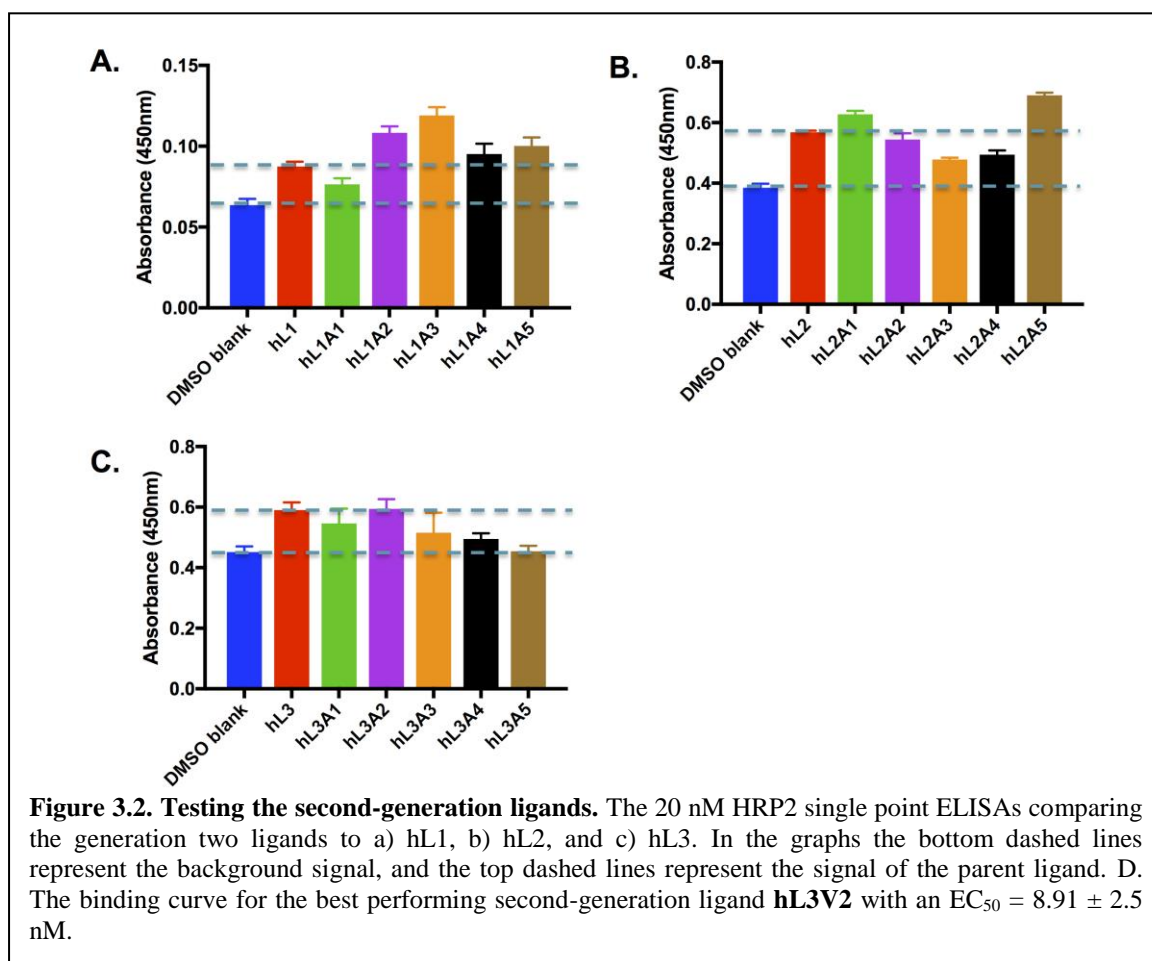 A.
Absorbance (450nm)
0.15
0.10
0.05
0.00
DMSO blank
hL1
hL1A1
hL1A2
hL1A3
hL1A4
hL1A5
B.
Absorbance (450nm)
0.8
0.6
0.4
0.2
0.0
DMSO blank
hL2
hL2A1
hL2A2
hL2A3
hL2A4
hL2A5
C.
Absorbance (450nm)
0.8
0.6
0.4
0.2
0.0
DMSO blank
hL3
hL3A1
hL3A2
hL3A3
hL3A4
hL3A5
Figure 3.2. Testing the second-generation ligands. The 20 nM HRP2 single point ELISAs comparing
the generation two ligands to a) hL1, b) hL2, and c) hL3. In the graphs the bottom dashed lines
represent the background signal, and the top dashed lines represent the signal of the parent ligand. D.
The binding curve for the best performing second-generation ligand hL3V2 with an EC₅₀ = 8.91 ± 2.5
nM.